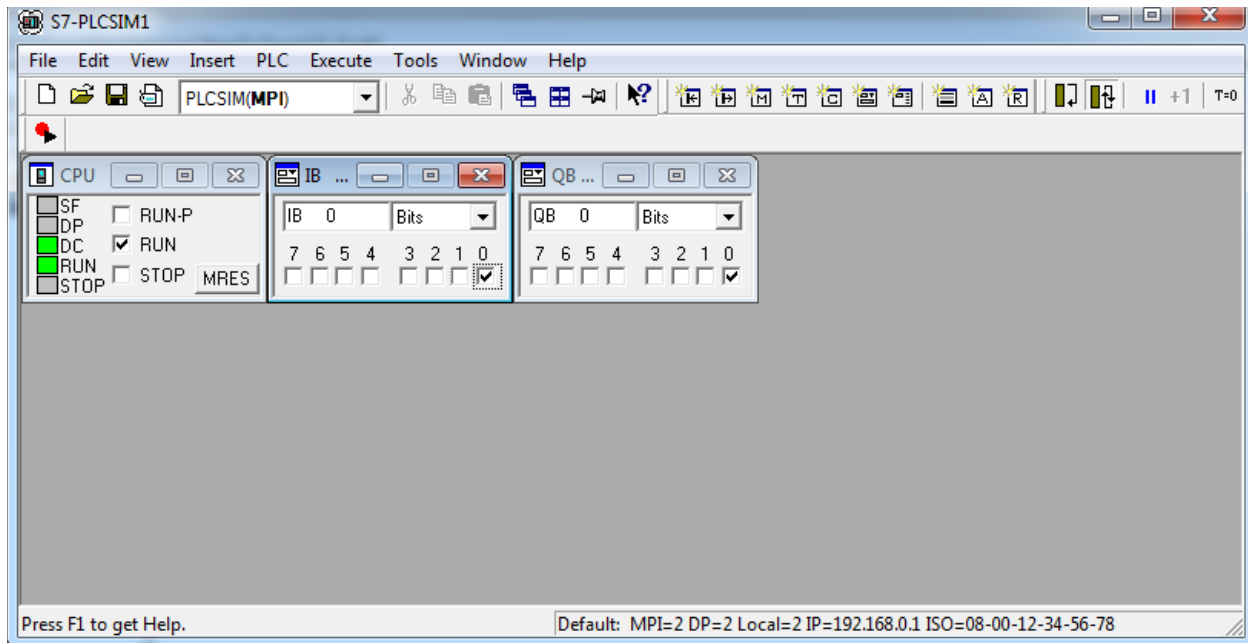 S7-PLCSIM1
File Edit View Insert PLC Execute Tools Window Help
PLCSIM(MPI) +1 T=0
CPU
SF
DP
DC
RUN
STOP
RUN-P
RUN
STOP
MRES
IB ...
IB 0 Bits
7 6 5 4 3 2 1 0
QB ...
QB 0 Bits
7 6 5 4 3 2 1 0
Press F1 to get Help.
Default: MPI=2 DP=2 Local=2 IP=192.168.0.1 ISO=08-00-12-34-56-78